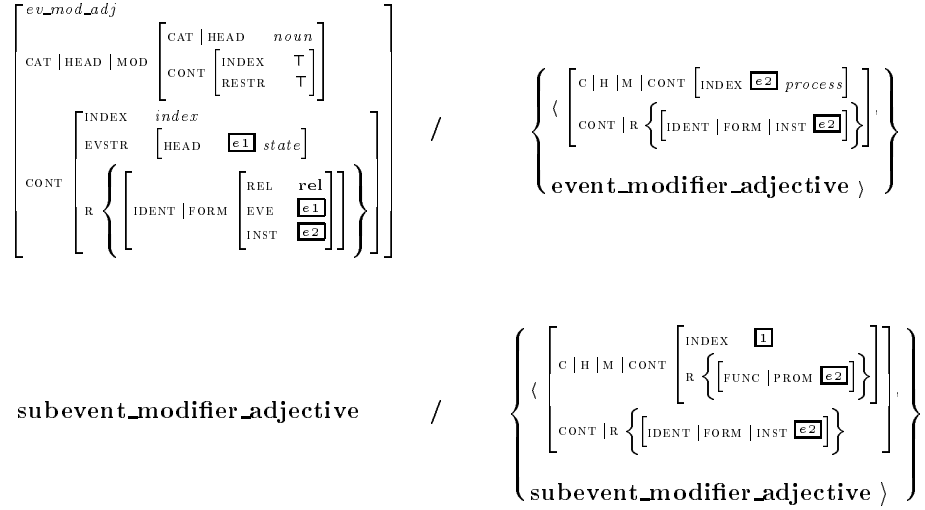 ev_mod_adj
CAT | HEAD | MOD [ CAT | HEAD noun
CONT [ INDEX ⊤
RESTR ⊤ ] ]
CONT [ INDEX index
EVSTR [ HEAD e1 state ]
R { [ IDENT | FORM [ REL rel
EVE e1
INST e2 ] ] } ]
/
{ ⟨ [ C | H | M | CONT [ INDEX e2 process ]
CONT | R { [ IDENT | FORM | INST e2 ] } ] ,
event_modifier_adjective ⟩ }
subevent_modifier_adjective
/
{ ⟨ [ C | H | M | CONT [ INDEX 1
R { [ FUNC | PROM e2 ] } ]
CONT | R { [ IDENT | FORM | INST e2 ] } ] ,
subevent_modifier_adjective ⟩ }